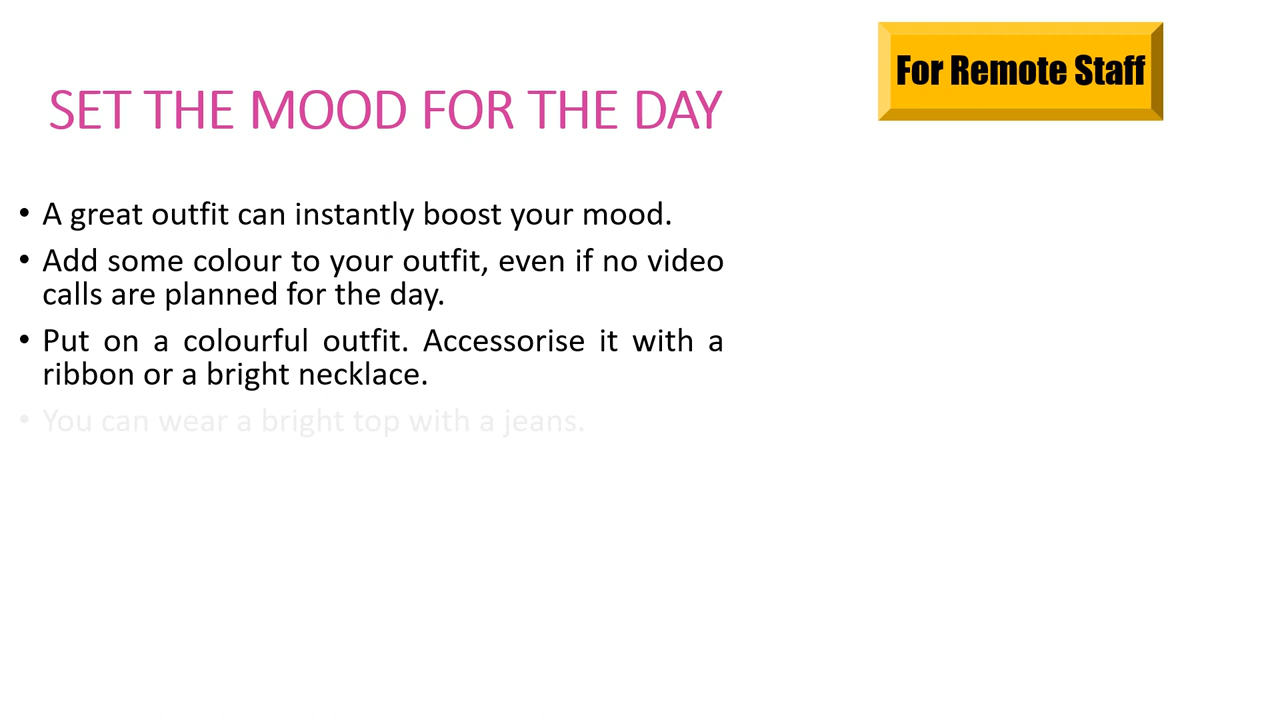 For Remote Staff
SET THE MOOD FOR THE DAY
• A great outfit can instantly boost your mood.
• Add some colour to your outfit, even if no video
calls are planned for the day.
• Put on a colourful outfit. Accessorise it with a
ribbon or a bright necklace.
• You can wear a bright top with a jeans.